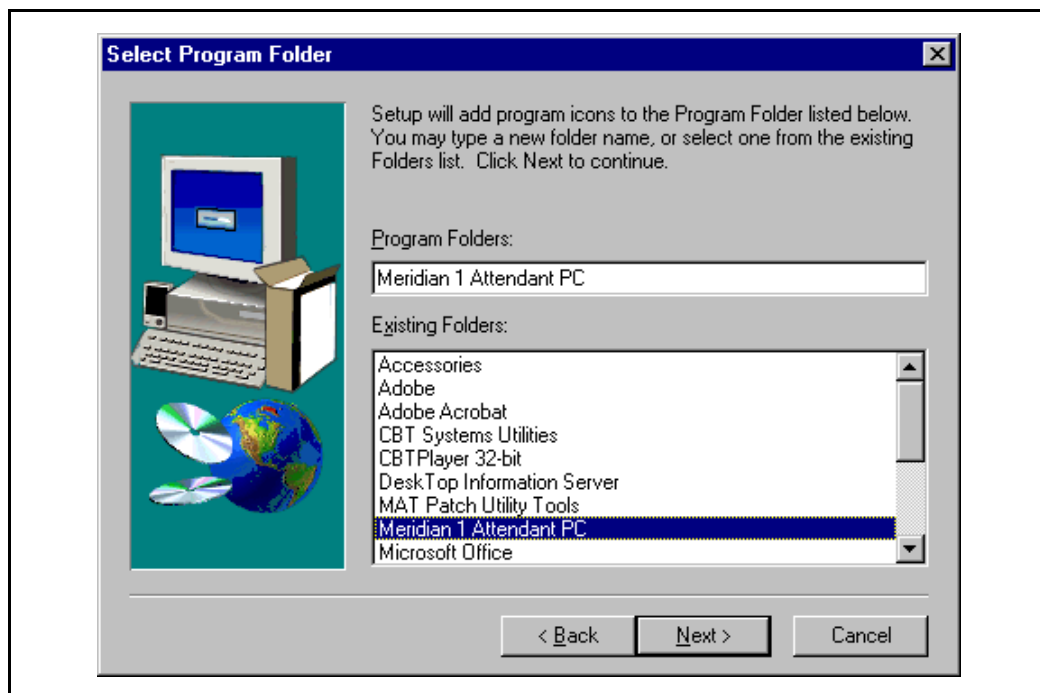 Select Program Folder
Setup will add program icons to the Program Folder listed below.
You may type a new folder name, or select one from the existing
Folders list.  Click Next to continue.
Program Folders:
Meridian 1 Attendant PC
Existing Folders:
Accessories
Adobe
Adobe Acrobat
CBT Systems Utilities
CBTPlayer 32-bit
DeskTop Information Server
MAT Patch Utility Tools
Meridian 1 Attendant PC
Microsoft Office
< Back
Next >
Cancel